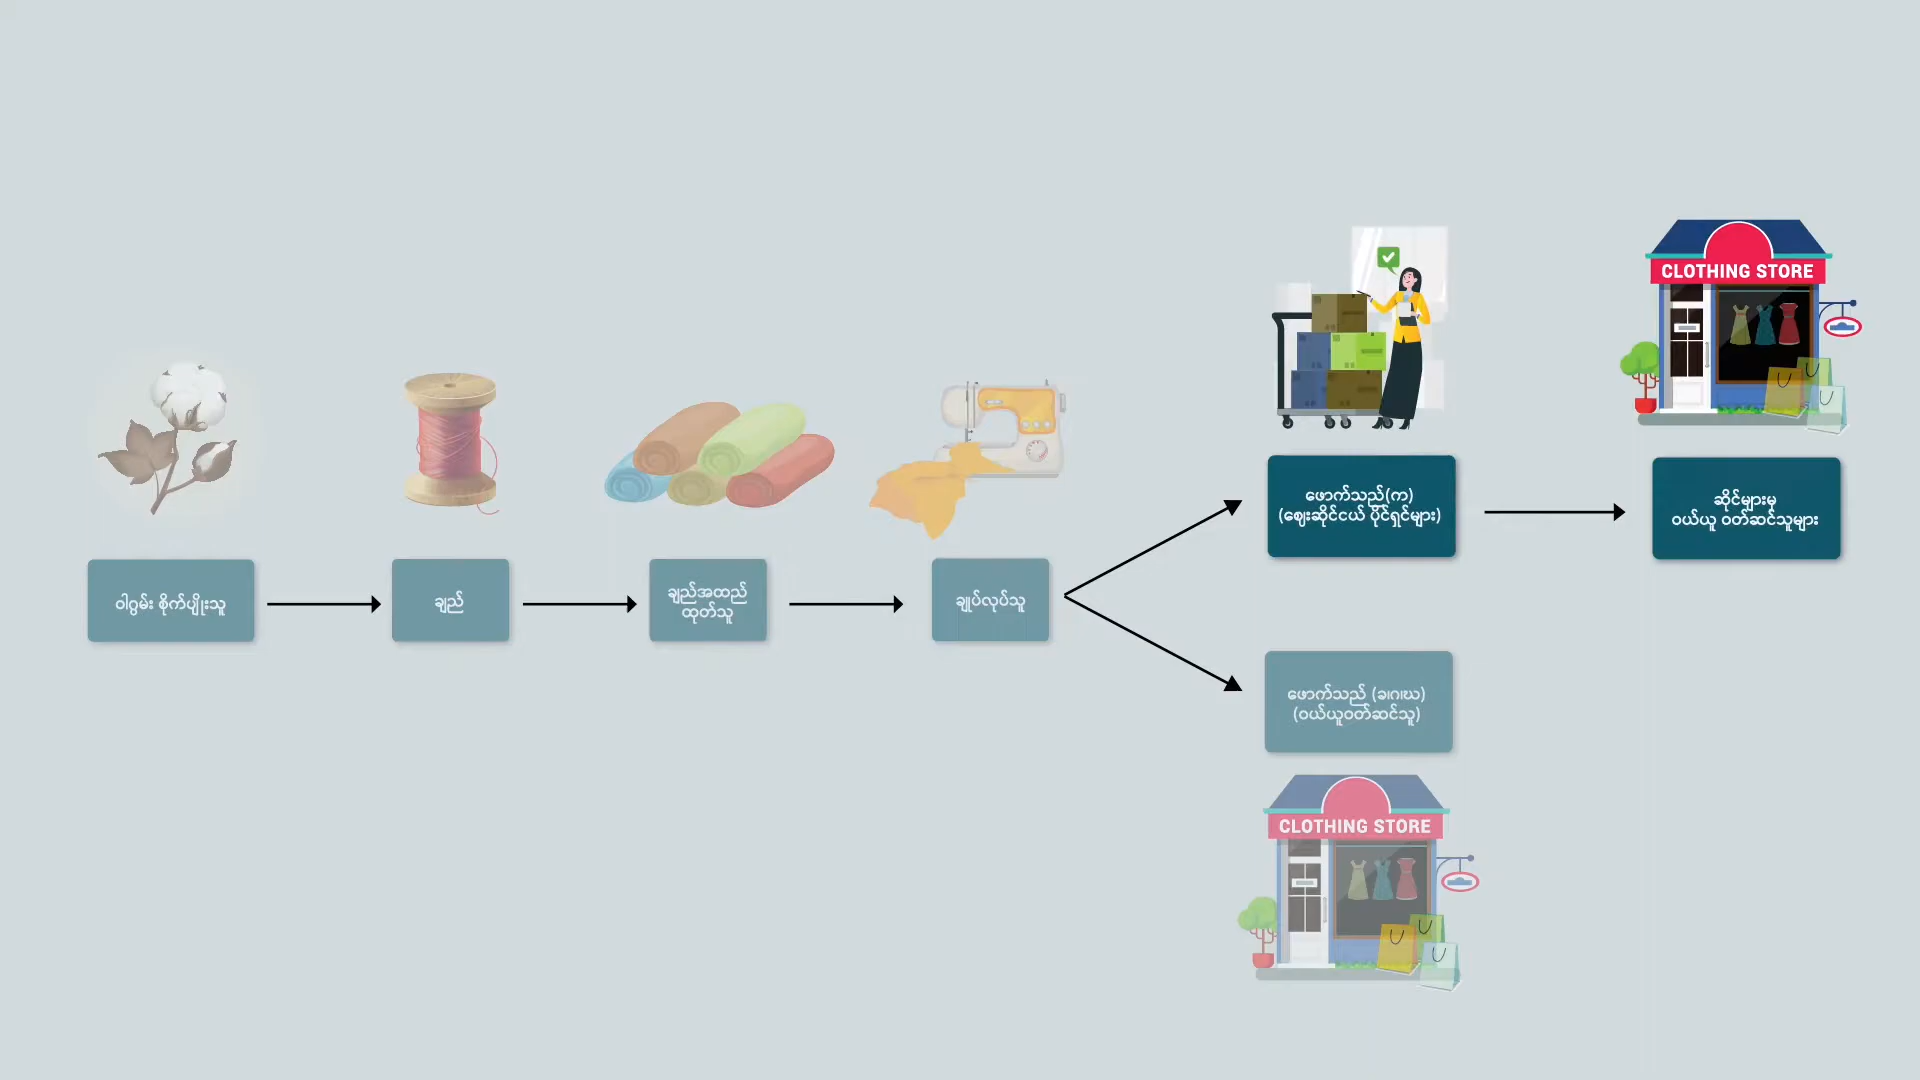 CLOTHING STORE
ဖောက်သည်(က)
(ဈေးဆိုင်ငယ် ပိုင်ရှင်များ)
ဆိုင်များမှ
ဝယ်ယူ ဝတ်ဆင်သူများ
ဝါဂွမ်း စိုက်ပျိုးသူ
ချည်
ချည်အထည်
ထုတ်သူ
ချုပ်လုပ်သူ
ဖောက်သည် (ခ၊ဂ၊ဃ)
(ဝယ်ယူဝတ်ဆင်သူ)
CLOTHING STORE